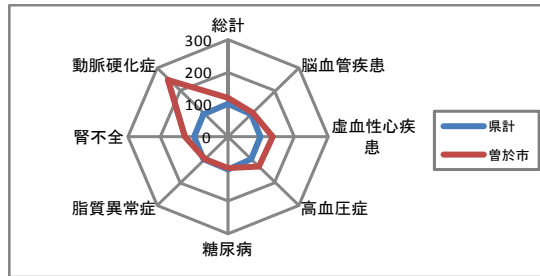 総計
300
200
100
0
脳血管疾患
虚血性心疾
患
高血圧症
糖尿病
脂質異常症
腎不全
動脈硬化症
県計
曽於市